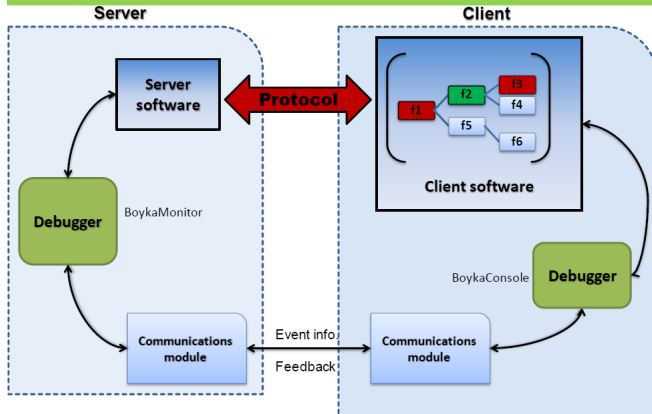 Server
Client
Server
software
Protocol
f1
f2
f3
f4
f5
f6
Client software
Debugger
BoykaMonitor
BoykaConsole
Debugger
Communications
module
Event info.
Feedback
Communications
module